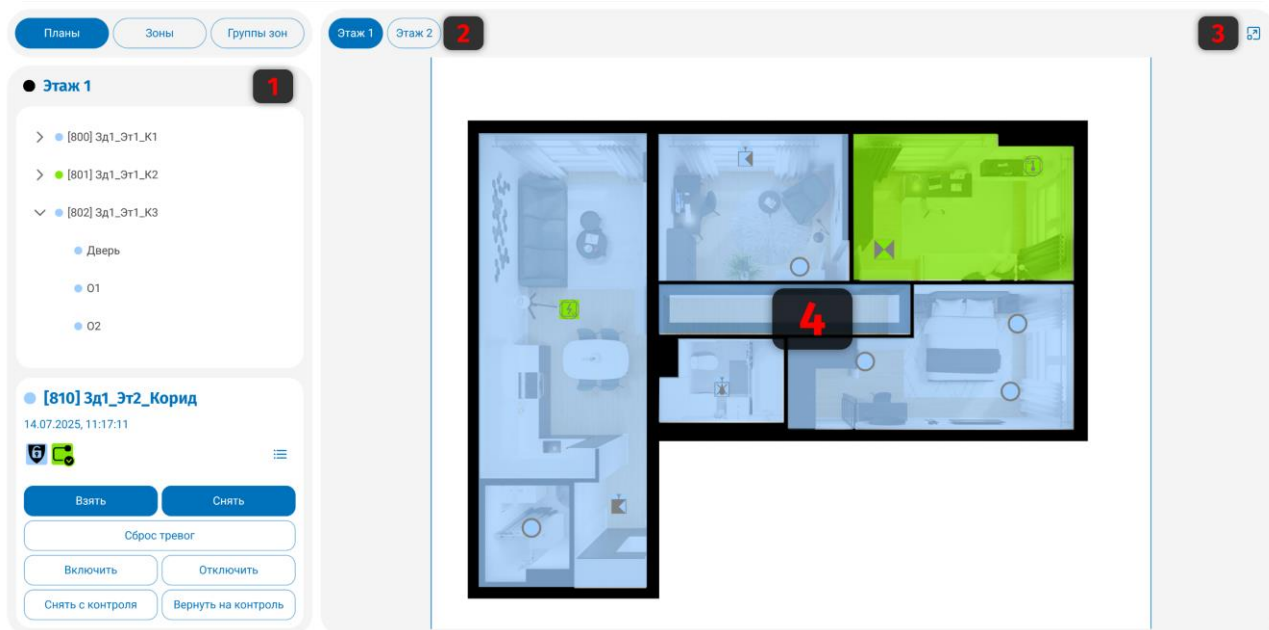 Планы Зоны Группы зон
Этаж 1 Этаж 2 2 3
Этаж 1 1
[800] Зд1_Эт1_К1
[801] Зд1_Эт1_К2
[802] Зд1_Эт1_К3
Дверь
О1
О2
4
[810] Зд1_Эт2_Корид
14.07.2025, 11:17:11
Взять Снять
Сброс тревог
Включить Отключить
Снять с контроля Вернуть на контроль